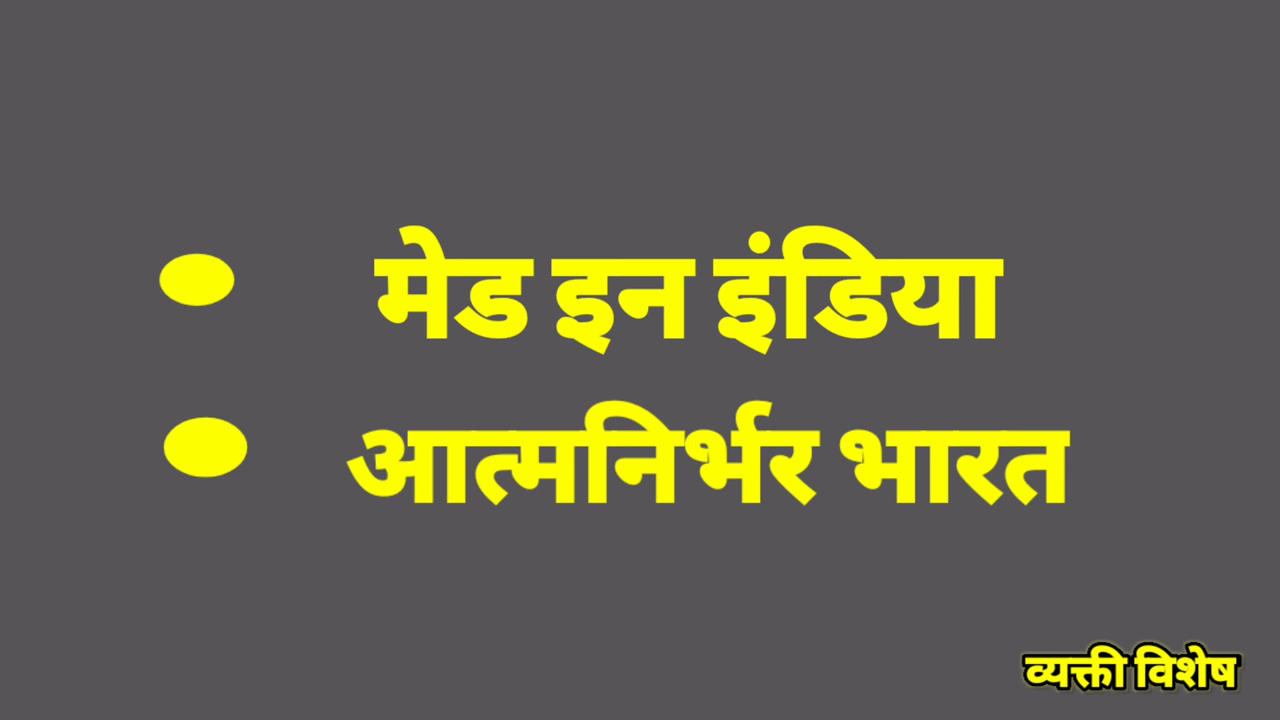 मेड इन इंडिया
आत्मनिर्भर भारत
व्यक्ती विशेष